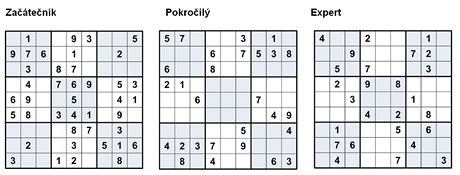 Začátečník Pokročilý Expert
1 9 3 5 5 7 3 1 4 2 1
9 7 6 1 2 6 7 5 3 8 9 7 2
3 8 7 6 8 5 7 3
4 7 6 9 5 3 2 1 2 9 8
6 9 5 4 1 6 7 3 1
5 8 3 4 1 9 4 9 4 2 8
8 7 3 5 4 1 5 6
2 3 5 1 6 4 2 3 7 9 7 6 4
3 1 2 8 8 4 6 3 4 7 3